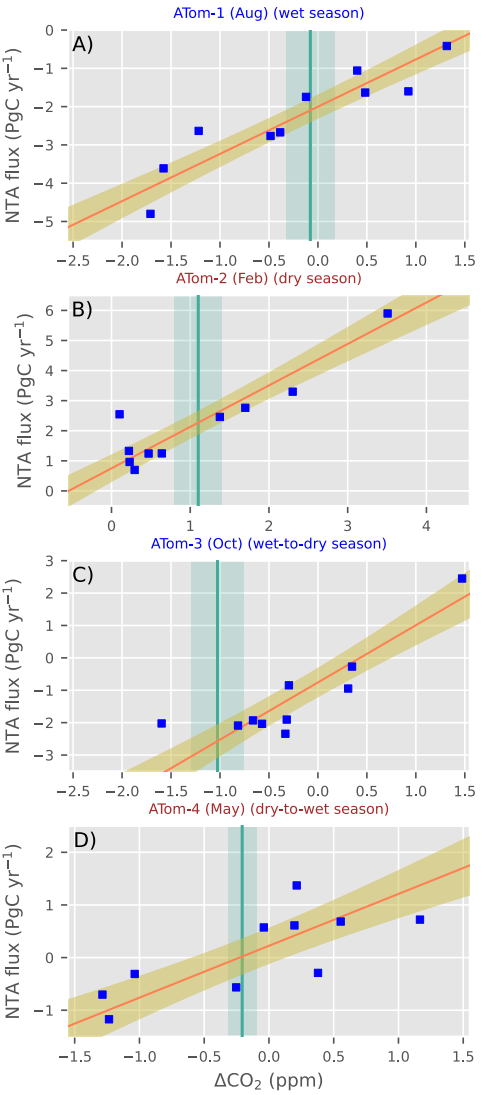 ATom-1 (Aug) (wet season)
A)
0
−1
−2
−3
−4
−5
NTA flux (PgC yr⁻¹)
−2.5 −2.0 −1.5 −1.0 −0.5 0.0 0.5 1.0 1.5
ATom-2 (Feb) (dry season)
B)
6
5
4
3
2
1
0
NTA flux (PgC yr⁻¹)
0 1 2 3 4
ATom-3 (Oct) (wet-to-dry season)
C)
3
2
1
0
−1
−2
−3
NTA flux (PgC yr⁻¹)
−2.5 −2.0 −1.5 −1.0 −0.5 0.0 0.5 1.0 1.5
ATom-4 (May) (dry-to-wet season)
D)
2
1
0
−1
NTA flux (PgC yr⁻¹)
−1.5 −1.0 −0.5 0.0 0.5 1.0 1.5
ΔCO₂ (ppm)